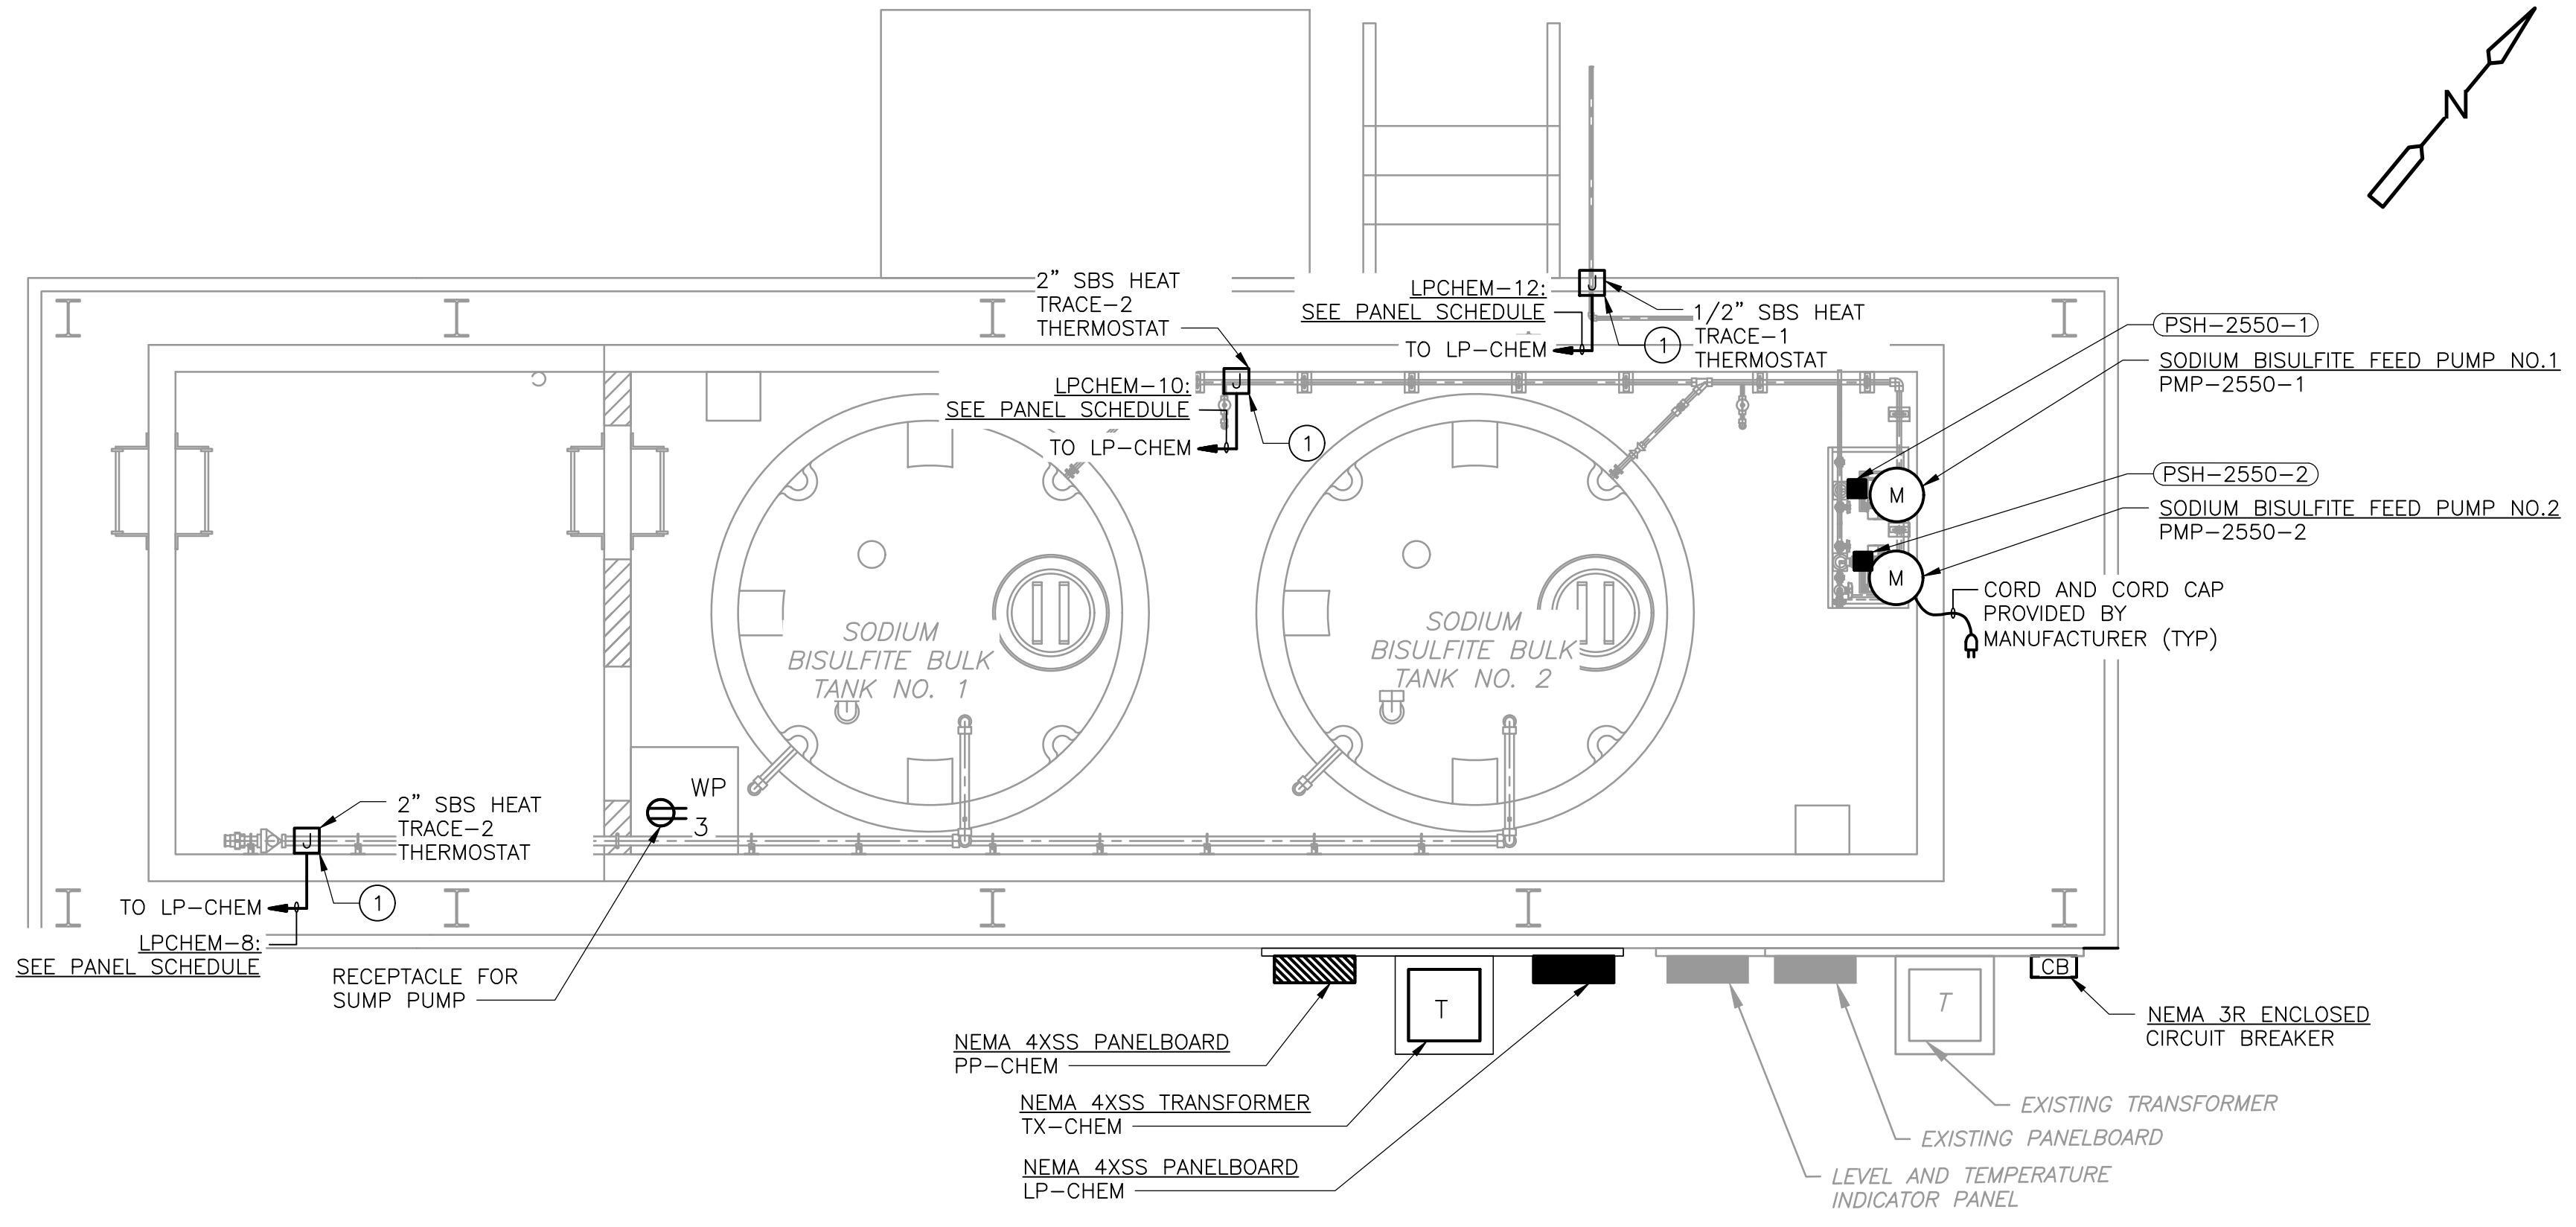 N
2" SBS HEAT
TRACE-2
THERMOSTAT
J
LPCHEM-10:
SEE PANEL SCHEDULE
TO LP-CHEM
1
LPCHEM-12:
SEE PANEL SCHEDULE
TO LP-CHEM
J
1/2" SBS HEAT
TRACE-1
THERMOSTAT
1
PSH-2550-1
SODIUM BISULFITE FEED PUMP NO.1
PMP-2550-1
M
PSH-2550-2
SODIUM BISULFITE FEED PUMP NO.2
PMP-2550-2
M
CORD AND CORD CAP
PROVIDED BY
MANUFACTURER (TYP)
SODIUM
BISULFITE BULK
TANK NO. 1
SODIUM
BISULFITE BULK
TANK NO. 2
WP
3
2" SBS HEAT
TRACE-2
THERMOSTAT
J
1
TO LP-CHEM
LPCHEM-8:
SEE PANEL SCHEDULE
RECEPTACLE FOR
SUMP PUMP
T
T
CB
NEMA 3R ENCLOSED
CIRCUIT BREAKER
NEMA 4XSS PANELBOARD
PP-CHEM
NEMA 4XSS TRANSFORMER
TX-CHEM
NEMA 4XSS PANELBOARD
LP-CHEM
EXISTING TRANSFORMER
EXISTING PANELBOARD
LEVEL AND TEMPERATURE
INDICATOR PANEL